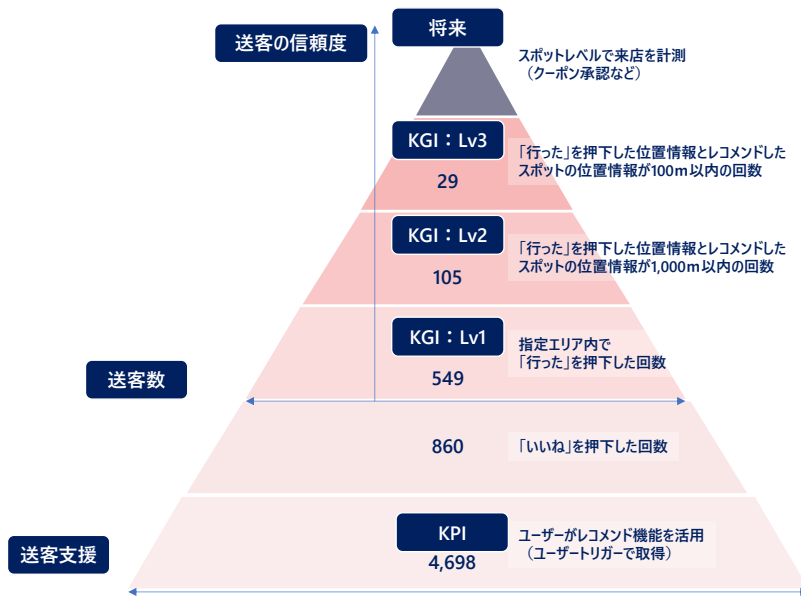 将来
送客の信頼度
スポットレベルで来店を計測
（クーポン承認など）
KGI：Lv3
29
「行った」を押下した位置情報とレコメンドした
スポットの位置情報が100m以内の回数
KGI：Lv2
105
「行った」を押下した位置情報とレコメンドした
スポットの位置情報が1,000m以内の回数
KGI：Lv1
549
指定エリア内で
「行った」を押下した回数
送客数
860
「いいね」を押下した回数
KPI
4,698
ユーザーがレコメンド機能を活用
（ユーザートリガーで取得）
送客支援